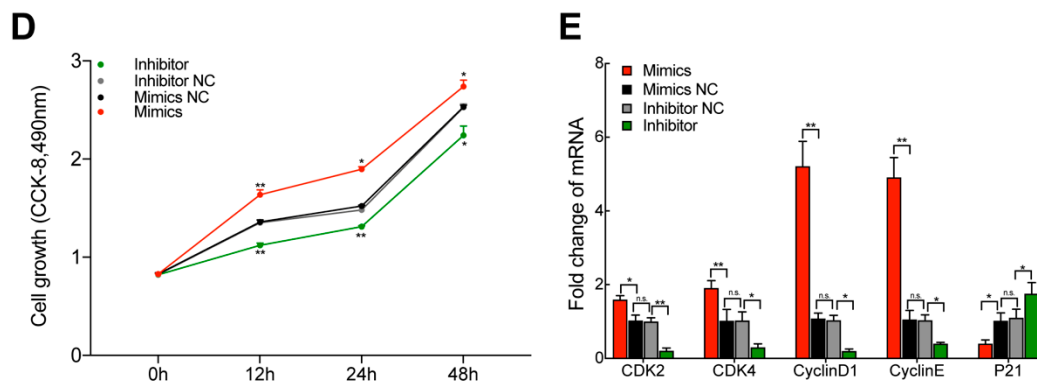 D
Cell growth (CCK-8,490nm)
3
2
1
0
Inhibitor
Inhibitor NC
Mimics NC
Mimics
**
**
*
**
*
*
0h
12h
24h
48h
E
Fold change of mRNA
8
6
4
2
0
Mimics
Mimics NC
Inhibitor NC
Inhibitor
* n.s. **
** n.s. *
** n.s. *
** n.s. *
* n.s. *
CDK2
CDK4
CyclinD1
CyclinE
P21